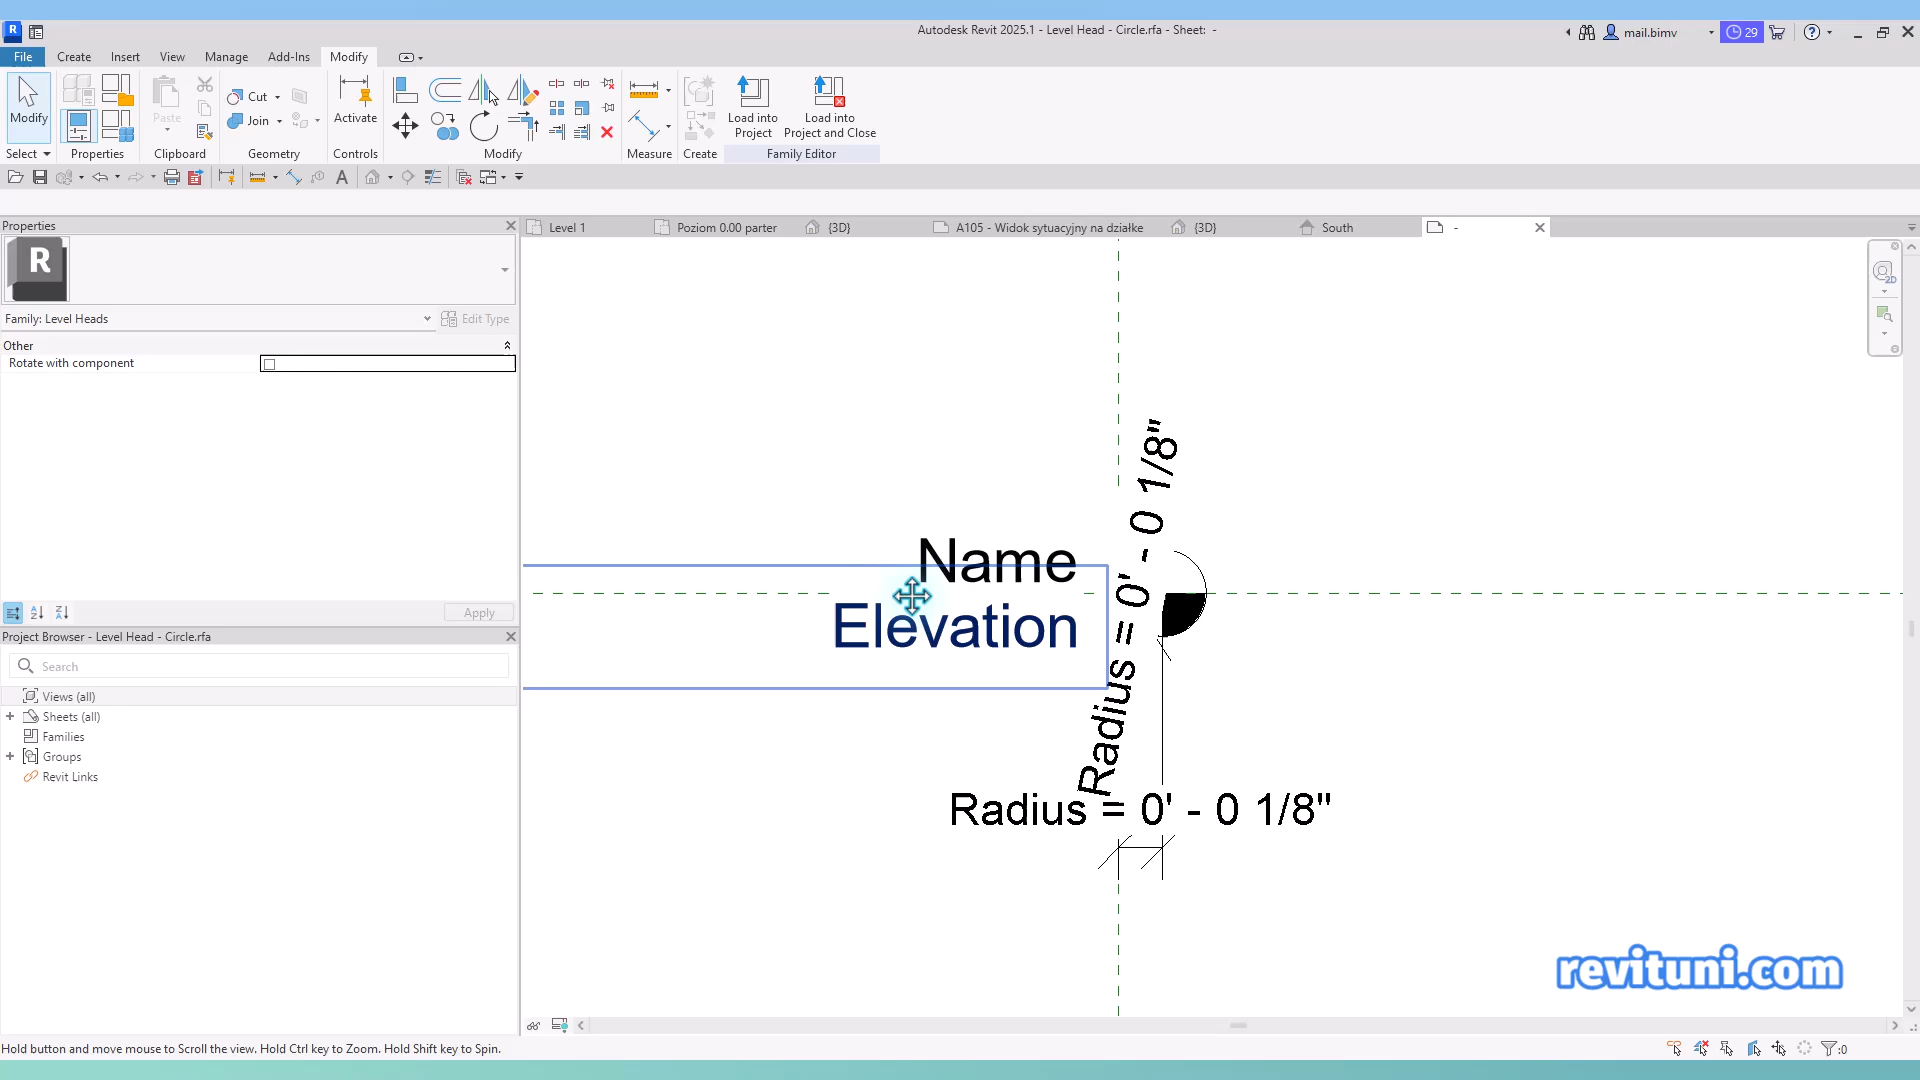 R
Autodesk Revit 2025.1 - Level Head - Circle.rfa - Sheet: -
mail.bimv
29
?
File
Create
Insert
View
Manage
Add-Ins
Modify
Modify
Paste
Cut
Join
Activate
Load into
Project
Load into
Project and Close
Select
Properties
Clipboard
Geometry
Controls
Modify
Measure
Create
Family Editor
A
Properties
Level 1
Poziom 0.00 parter
{3D}
A105 - Widok sytuacyjny na działke
{3D}
South
-
R
2D
Family: Level Heads
Edit Type
Other
Rotate with component
Apply
Project Browser - Level Head - Circle.rfa
Search
Views (all)
Sheets (all)
Families
Groups
Revit Links
Radius = 0' - 0 1/8"
Name
Elevation
Radius = 0' - 0 1/8"
revituni.com
Hold button and move mouse to Scroll the view. Hold Ctrl key to Zoom. Hold Shift key to Spin.
:0